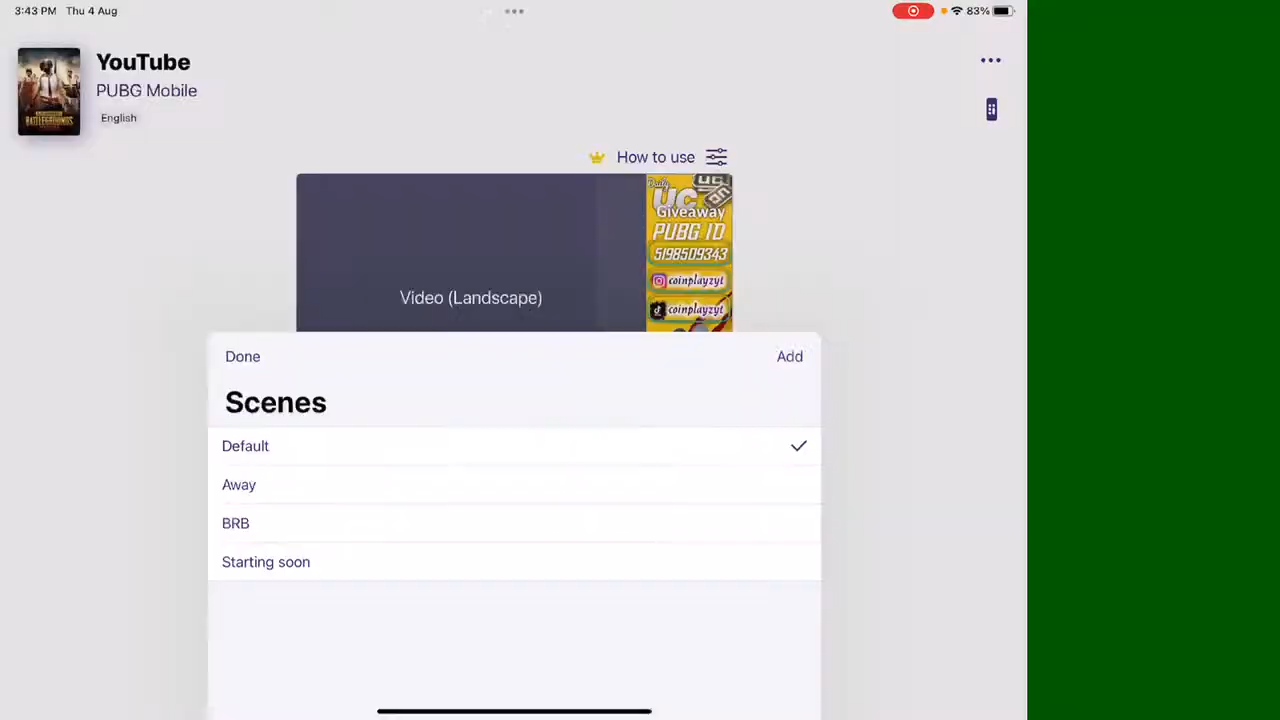 3:43 PM Thu 4 Aug
83%
YouTube
PUBG Mobile
English
BATTLEGROUNDS
How to use
Daily
UC
Giveaway
PUBG ID
5198509343
coinplayzyt
coinplayzyt
Video (Landscape)
Done
Add
Scenes
Default
Away
BRB
Starting soon